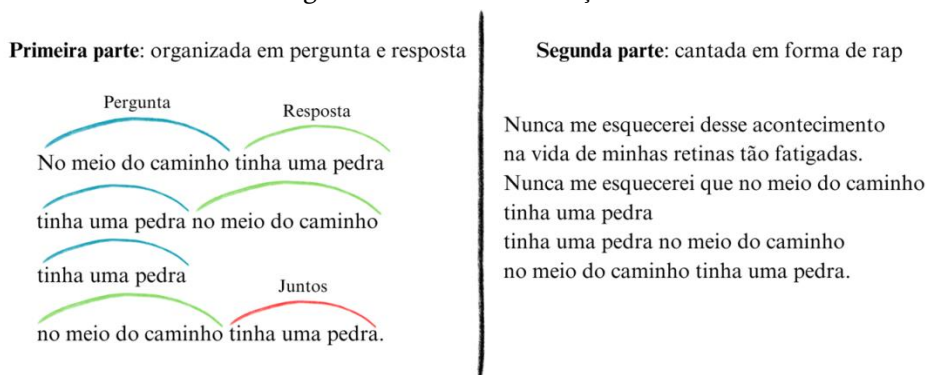 Primeira parte: organizada em pergunta e resposta
Pergunta
Resposta
No meio do caminho tinha uma pedra
tinha uma pedra no meio do caminho
tinha uma pedra
Juntos
no meio do caminho tinha uma pedra.
Segunda parte: cantada em forma de rap
Nunca me esquecerei desse acontecimento
na vida de minhas retinas tão fatigadas.
Nunca me esquecerei que no meio do caminho
tinha uma pedra
tinha uma pedra no meio do caminho
no meio do caminho tinha uma pedra.